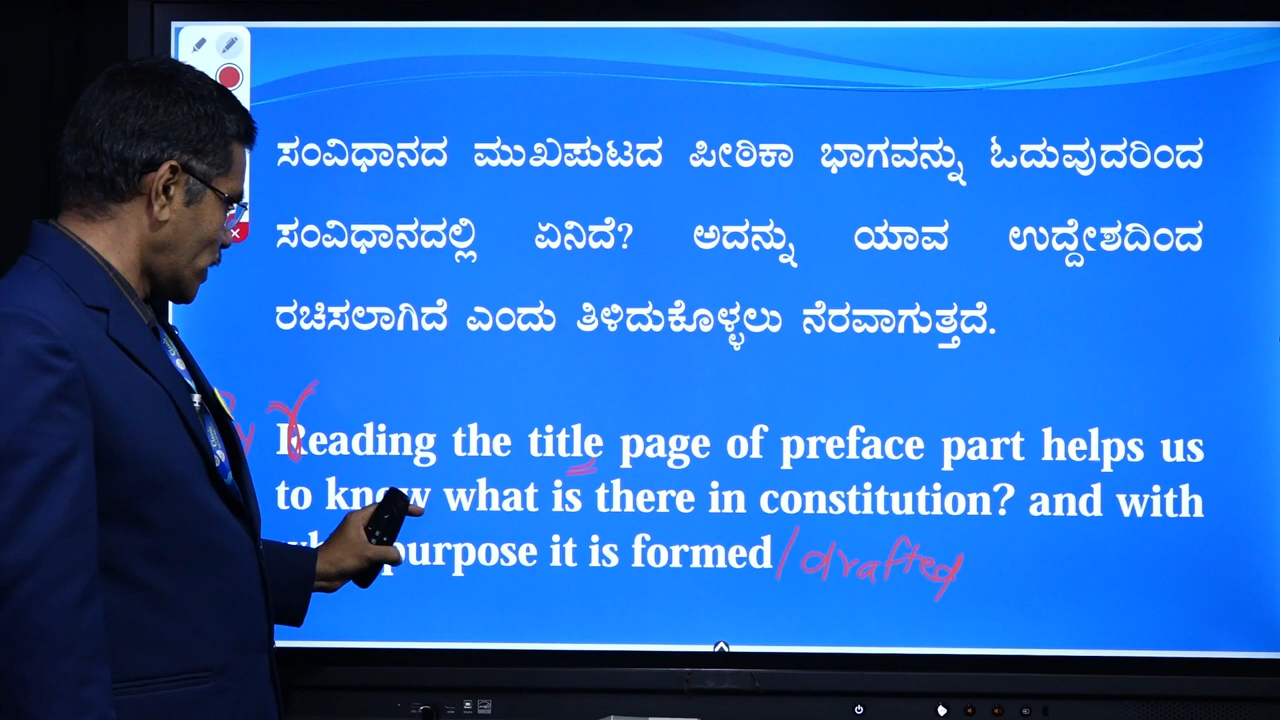 ಸಂವಿಧಾನದ ಮುಖಪುಟದ ಪೀಠಿಕಾ ಭಾಗವನ್ನು ಓದುವುದರಿಂದ
ಸಂವಿಧಾನದಲ್ಲಿ ಏನಿದೆ? ಅದನ್ನು ಯಾವ ಉದ್ದೇಶದಿಂದ
ರಚಿಸಲಾಗಿದೆ ಎಂದು ತಿಳಿದುಕೊಳ್ಳಲು ನೆರವಾಗುತ್ತದೆ.
By r
Reading the title page of preface part helps us
to know what is there in constitution? and with
purpose it is formed /drafted